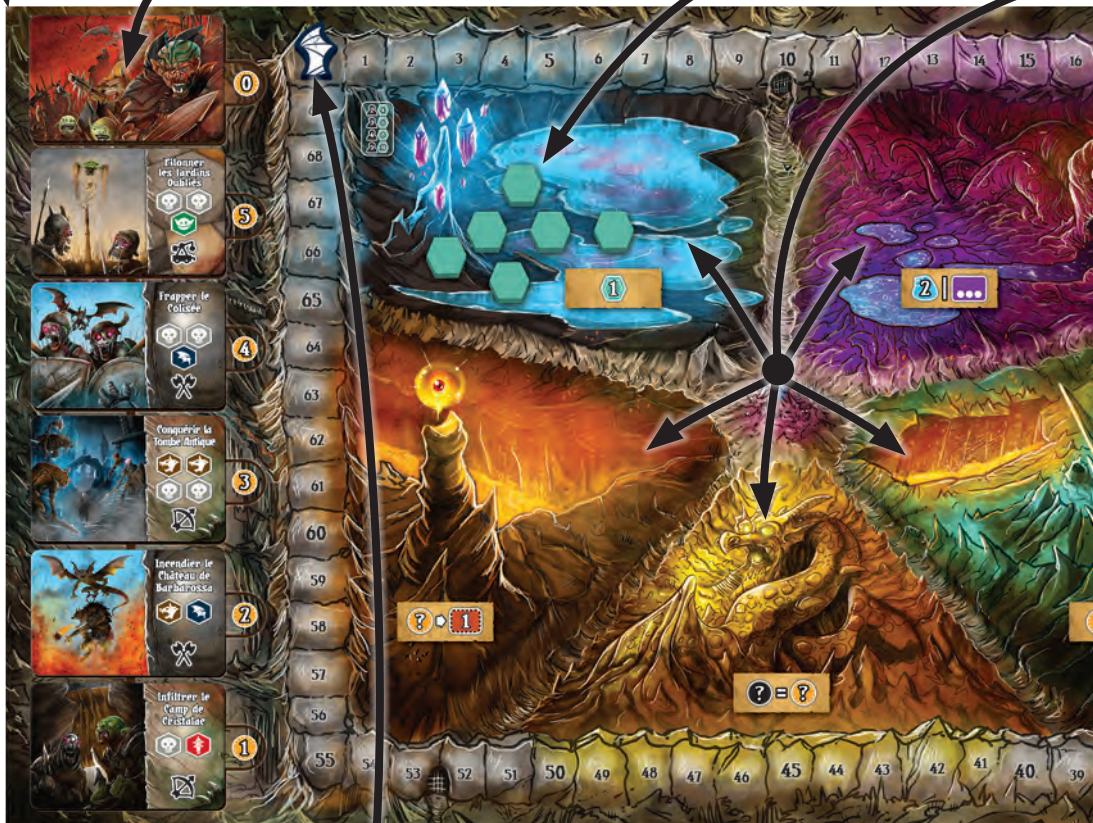 0
1 2 3 4 5 6 7 8 9 10 11 12 13 14 15 16
Pilonner
les Jardins
Oubliés
5
68
67
66
65
64
63
62
61
60
59
58
57
56
55
1
2 | ...
Frapper le
Colisée
4
Conquérir la
Tombe Antique
3
Incendier le
Château de
Barbarossa
2
? 1
? = ?
Infiltrer le
Camp de
Cristalac
1
54 53 52 51 50 49 48 47 46 45 44 43 42 41 40 39